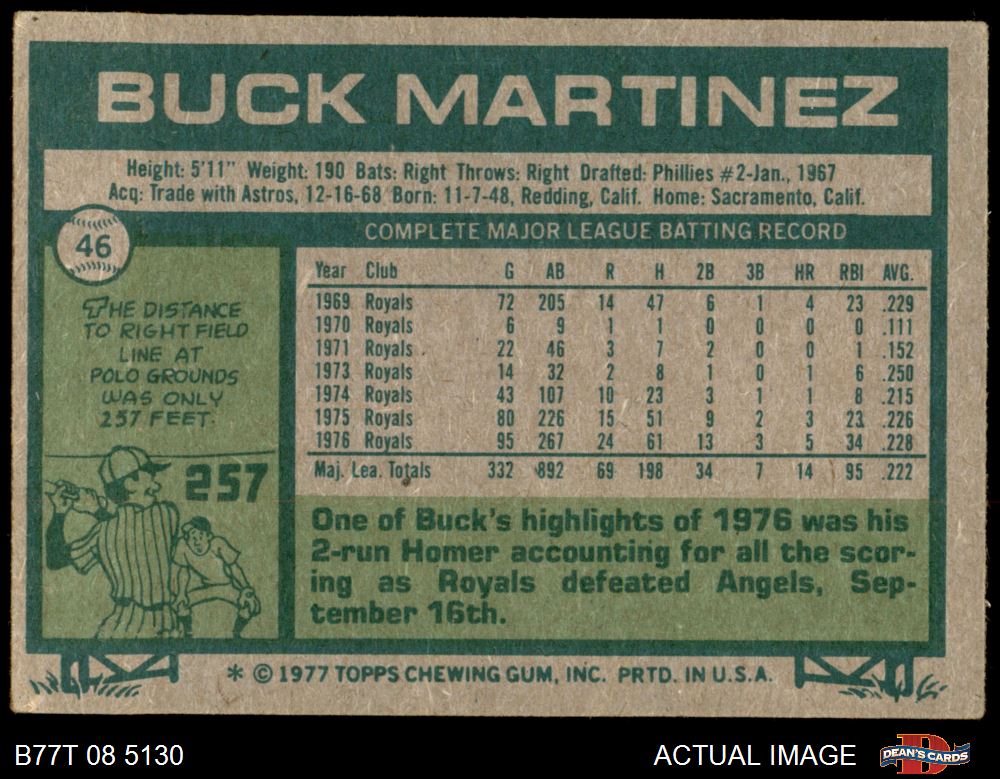 BUCK MARTINEZ
Height: 5'11" Weight: 190 Bats: Right Throws: Right Drafted: Phillies #2-Jan., 1967
Acq: Trade with Astros, 12-16-68 Born: 11-7-48, Redding, Calif. Home: Sacramento, Calif.
46
THE DISTANCE
TO RIGHT FIELD
LINE AT
POLO GROUNDS
WAS ONLY
257 FEET.
257
COMPLETE MAJOR LEAGUE BATTING RECORD
Year Club G AB R H 2B 3B HR RBI AVG.
1969 Royals 72 205 14 47 6 1 4 23 .229
1970 Royals 6 9 1 1 0 0 0 0 .111
1971 Royals 22 46 3 7 2 0 0 1 .152
1973 Royals 14 32 2 8 1 0 1 6 .250
1974 Royals 43 107 10 23 3 1 1 8 .215
1975 Royals 80 226 15 51 9 2 3 23 .226
1976 Royals 95 267 24 61 13 3 5 34 .228
Maj. Lea. Totals 332 892 69 198 34 7 14 95 .222
One of Buck's highlights of 1976 was his
2-run Homer accounting for all the scor-
ing as Royals defeated Angels, Sep-
tember 16th.
* © 1977 TOPPS CHEWING GUM, INC. PRTD. IN U.S.A.
B77T 08 5130
ACTUAL IMAGE
D
DEAN'S CARDS